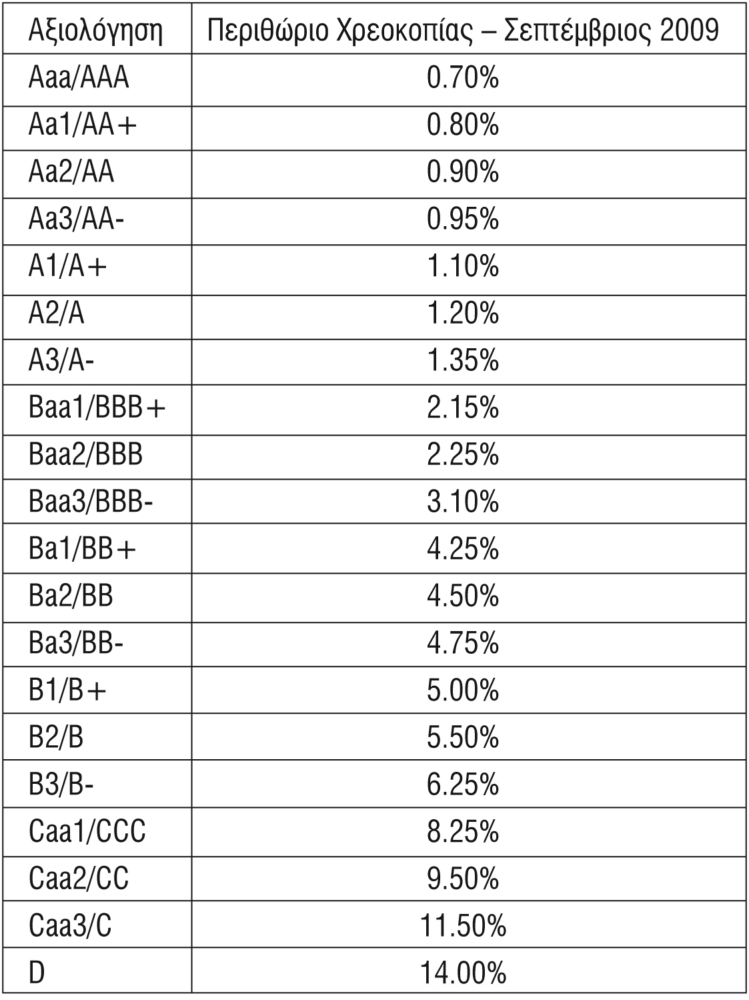 Αξιολόγηση Περιθώριο Χρεοκοπίας – Σεπτέμβριος 2009
Aaa/AAA 0.70%
Aa1/AA+ 0.80%
Aa2/AA 0.90%
Aa3/AA- 0.95%
A1/A+ 1.10%
A2/A 1.20%
A3/A- 1.35%
Baa1/BBB+ 2.15%
Baa2/BBB 2.25%
Baa3/BBB- 3.10%
Ba1/BB+ 4.25%
Ba2/BB 4.50%
Ba3/BB- 4.75%
B1/B+ 5.00%
B2/B 5.50%
B3/B- 6.25%
Caa1/CCC 8.25%
Caa2/CC 9.50%
Caa3/C 11.50%
D 14.00%